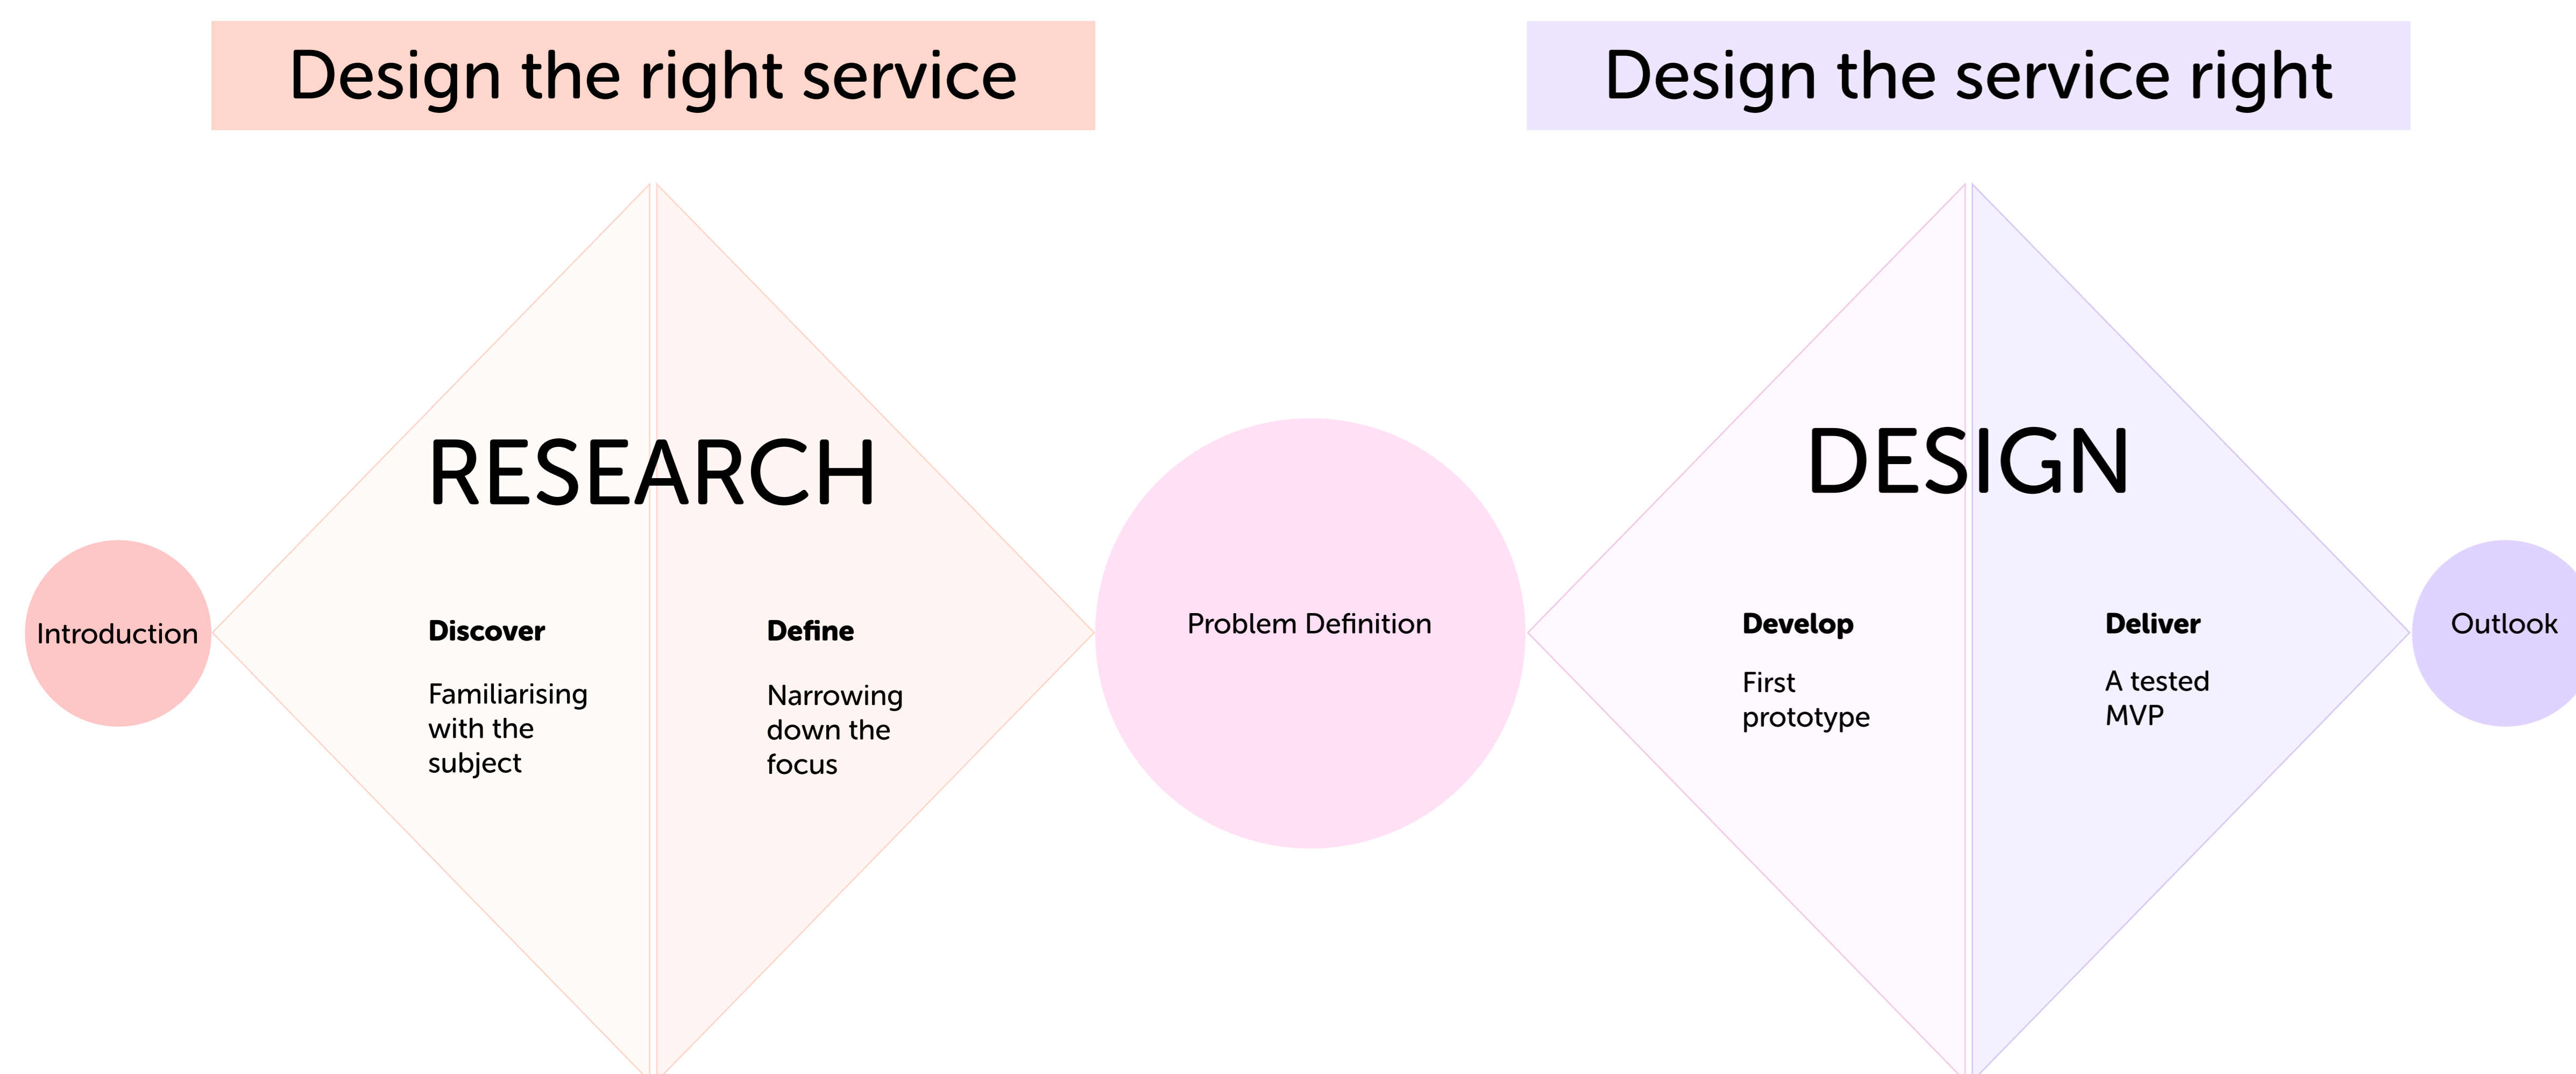 Design the right service
Design the service right
RESEARCH
DESIGN
Introduction
Discover
Familiarising
with the
subject
Define
Narrowing
down the
focus
Problem Definition
Develop
First
prototype
Deliver
A tested
MVP
Outlook